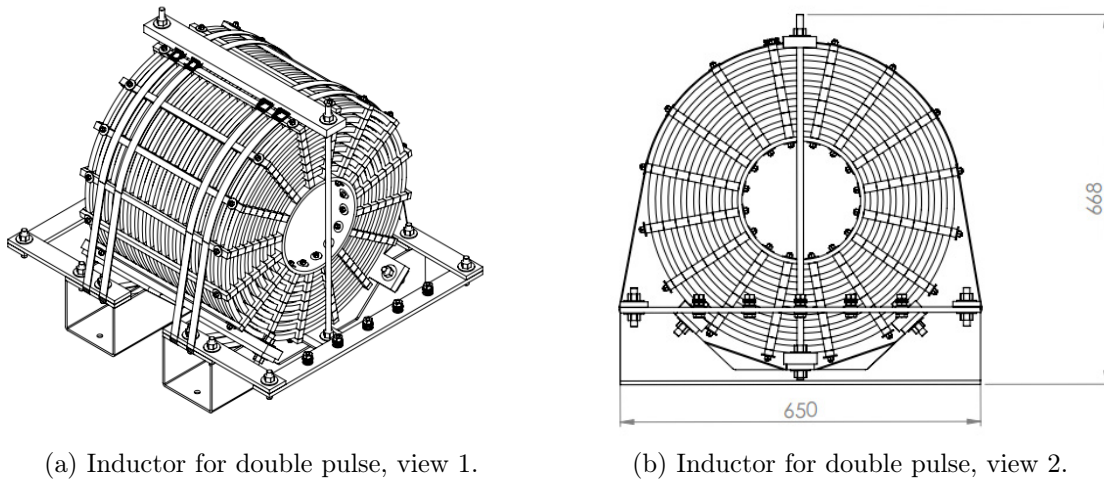 668
650
(a) Inductor for double pulse, view 1.
(b) Inductor for double pulse, view 2.